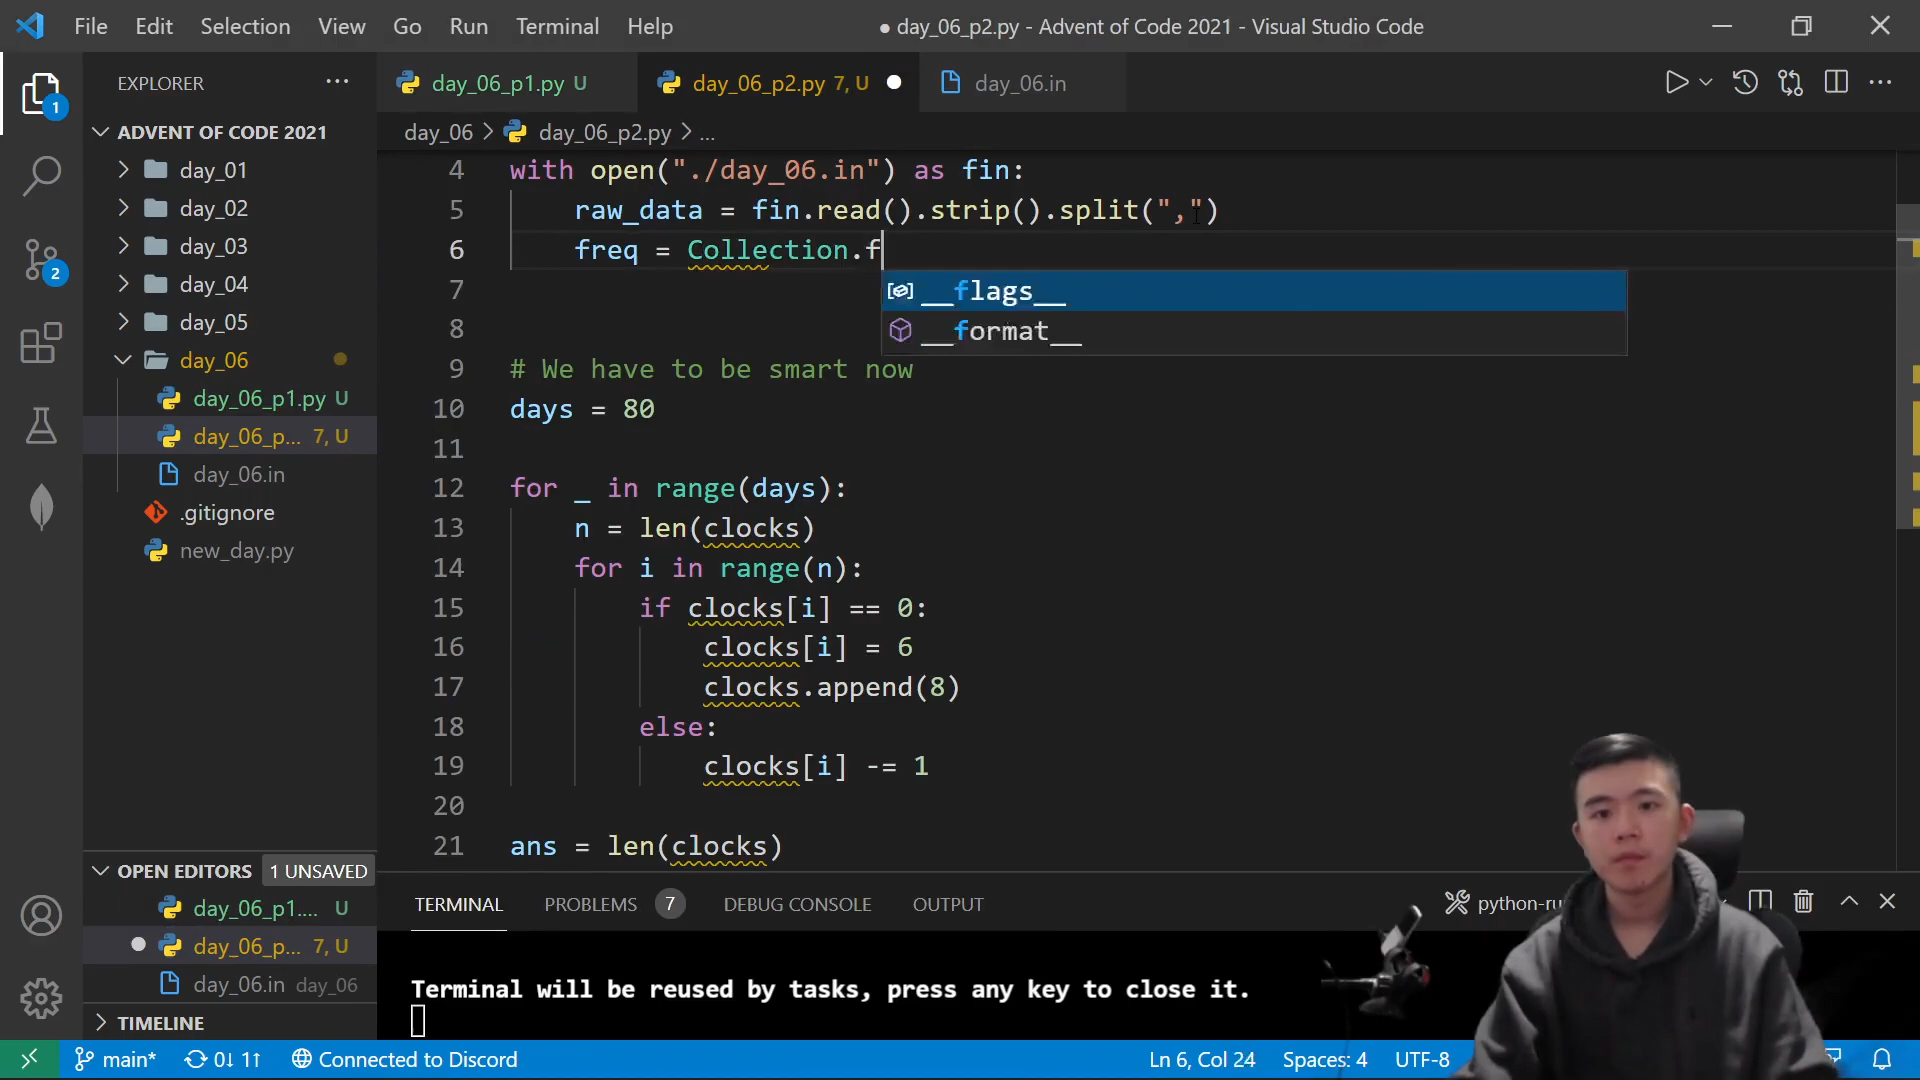 File Edit Selection View Go Run Terminal Help
● day_06_p2.py - Advent of Code 2021 - Visual Studio Code
EXPLORER
ADVENT OF CODE 2021
day_01
day_02
day_03
day_04
day_05
day_06
day_06_p1.py U
day_06_p... 7, U
day_06.in
.gitignore
new_day.py
OPEN EDITORS 1 UNSAVED
day_06_p1.... U
day_06_p... 7, U
day_06.in day_06
TIMELINE
1
2
day_06_p1.py U
day_06_p2.py 7, U
day_06.in
day_06 > day_06_p2.py > ...
4 with open("./day_06.in") as fin:
5 raw_data = fin.read().strip().split(",")
6 freq = Collection.f
__flags__
__format__
7
8
9 # We have to be smart now
10 days = 80
11
12 for _ in range(days):
13 n = len(clocks)
14 for i in range(n):
15 if clocks[i] == 0:
16 clocks[i] = 6
17 clocks.append(8)
18 else:
19 clocks[i] -= 1
20
21 ans = len(clocks)
TERMINAL PROBLEMS 7 DEBUG CONSOLE OUTPUT
python-ru
Terminal will be reused by tasks, press any key to close it.
main* 0↓ 1↑ Connected to Discord
Ln 6, Col 24 Spaces: 4 UTF-8